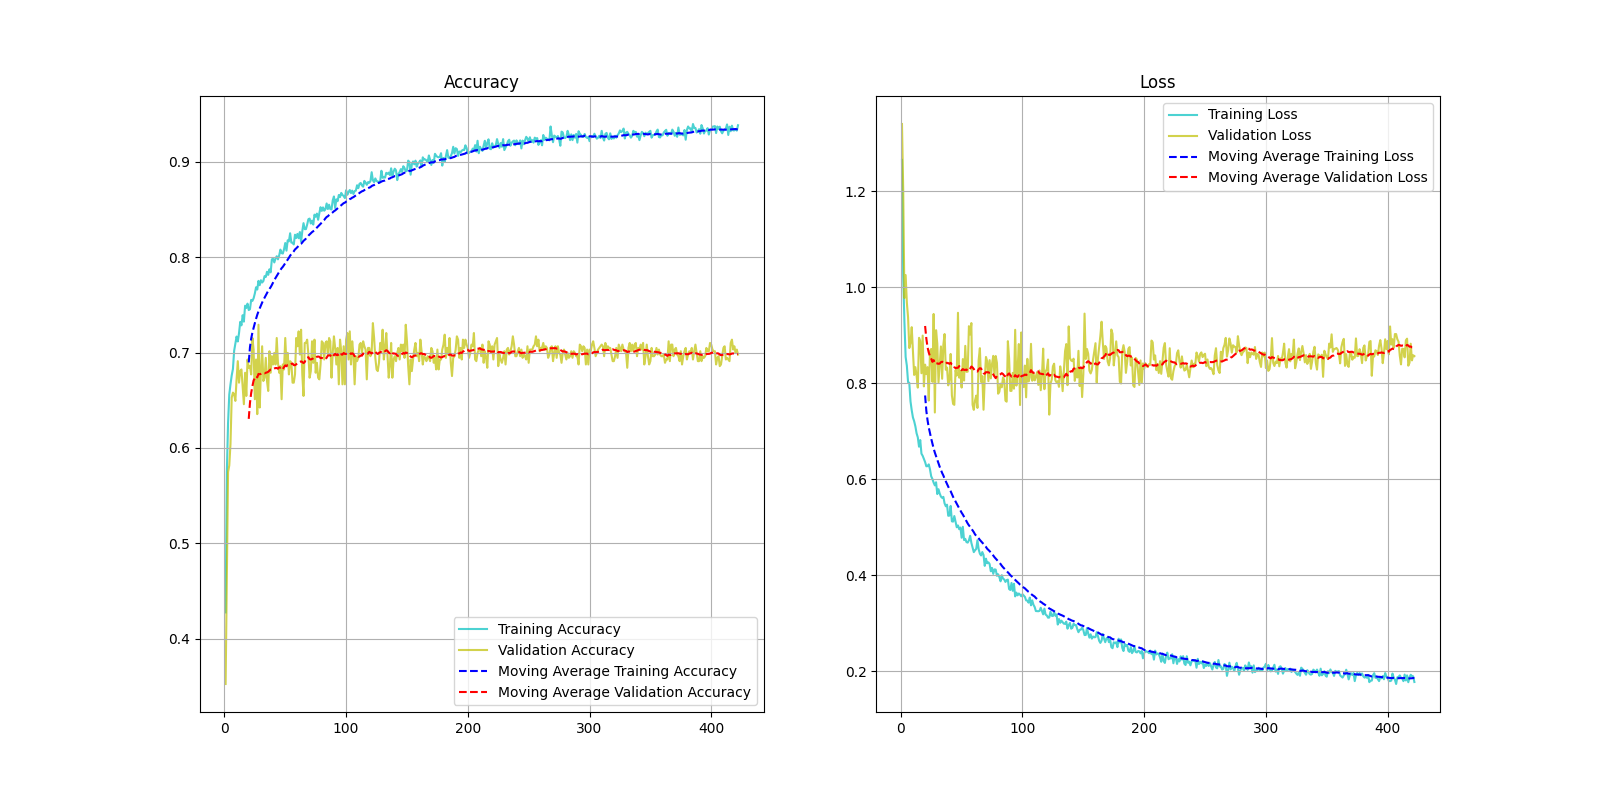 Accuracy
0.9
0.8
0.7
0.6
0.5
0.4
0 100 200 300 400
Training Accuracy
Validation Accuracy
Moving Average Training Accuracy
Moving Average Validation Accuracy
Loss
1.2
1.0
0.8
0.6
0.4
0.2
0 100 200 300 400
Training Loss
Validation Loss
Moving Average Training Loss
Moving Average Validation Loss